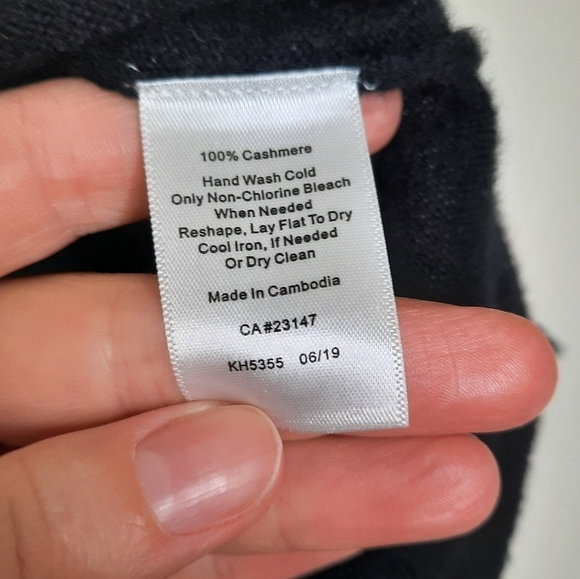 100% Cashmere
Hand Wash Cold
Only Non-Chlorine Bleach
When Needed
Reshape, Lay Flat To Dry
Cool Iron, If Needed
Or Dry Clean
Made In Cambodia
CA#23147
KH5355 06/19